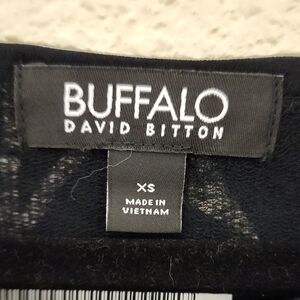 BUFFALO
DAVID BITTON
XS
MADE IN
VIETNAM